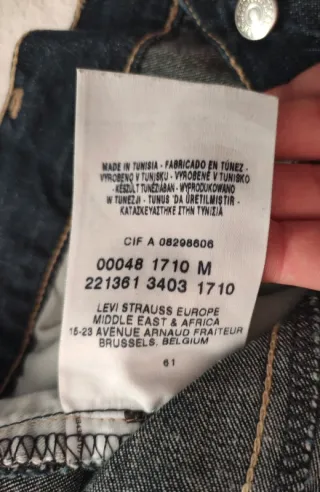 MADE IN TUNISIA - FABRICADO EN TÚNEZ -
VYROBENO V TUNISKU - VYROBENÉ V TUNISKO
- KÉSZÜLT TUNÉZIÁBAN - WYPRODUKOWANO
W TUNEZJI - TUNUS 'DA ÜRETILMISTIR -
ΚΑΤΑΣΚΕΥΑΣΤΗΚΕ ΣΤΗΝ ΤΥΝΙΣΙΑ
CIF A 08298606
00048 1710 M
221361 3403 1710
LEVI STRAUSS EUROPE
MIDDLE EAST & AFRICA
15-23 AVENUE ARNAUD FRAITEUR
BRUSSELS, BELGIUM
61